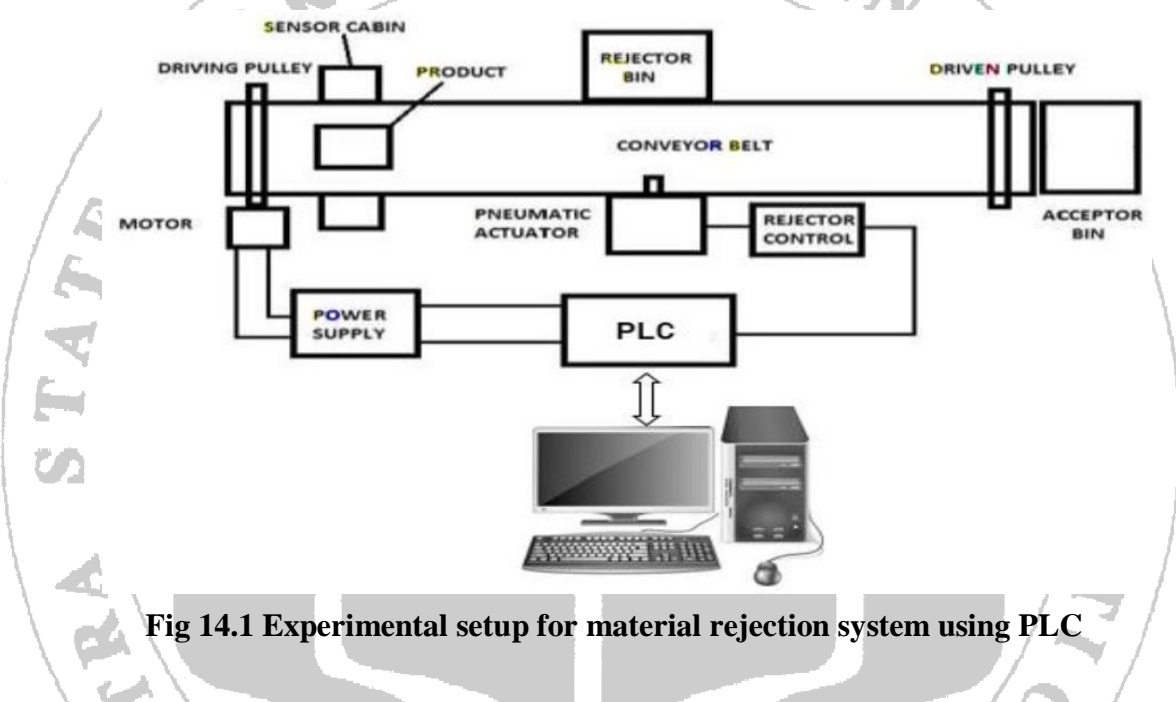 SENSOR CABIN
DRIVING PULLEY
PRODUCT
REJECTOR
BIN
DRIVEN PULLEY
CONVEYOR BELT
MOTOR
PNEUMATIC
ACTUATOR
REJECTOR
CONTROL
ACCEPTOR
BIN
POWER
SUPPLY
PLC
Fig 14.1 Experimental setup for material rejection system using PLC